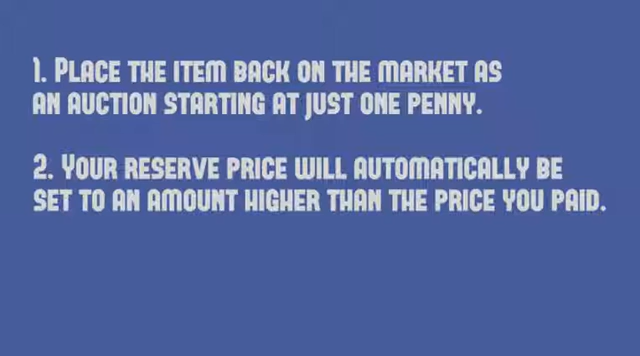 1. PLACE THE ITEM BACK ON THE MARKET AS
AN AUCTION STARTING AT JUST ONE PENNY.
2. YOUR RESERVE PRICE WILL AUTOMATICALLY BE
SET TO AN AMOUNT HIGHER THAN THE PRICE YOU PAID.